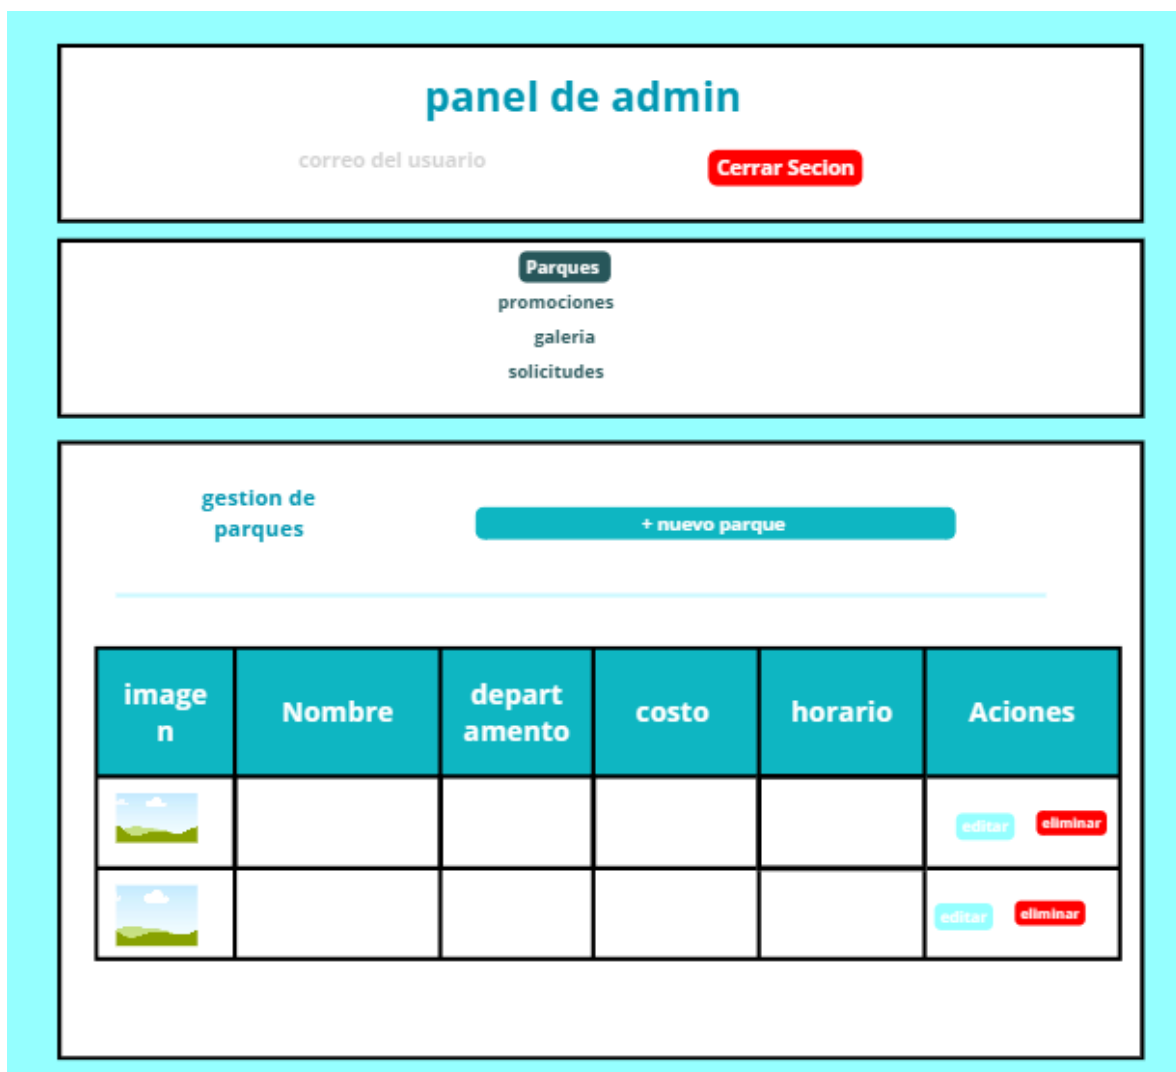 panel de admin
correo del usuario
Cerrar Secion
Parques
promociones
galeria
solicitudes
gestion de
parques
+ nuevo parque
image
n
Nombre
depart
amento
costo
horario
Aciones
editar
eliminar
editar
eliminar